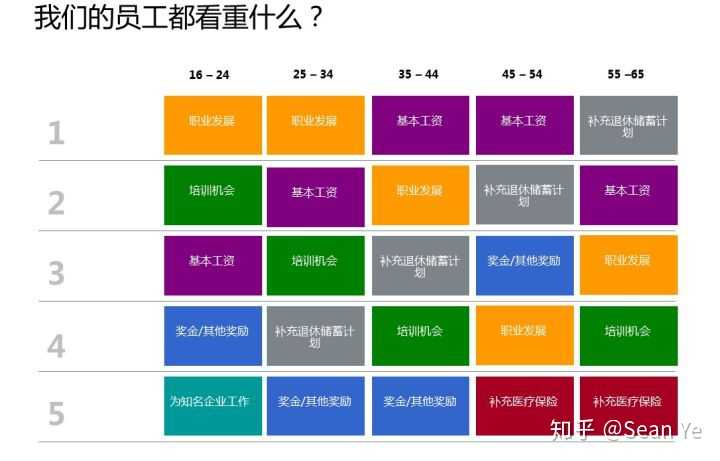 我们的员工都看重什么？
16 – 24
25 – 34
35 – 44
45 – 54
55 –65
1
职业发展
职业发展
基本工资
基本工资
补充退休储蓄计
划
2
培训机会
基本工资
职业发展
补充退休储蓄计
划
基本工资
3
基本工资
培训机会
补充退休储蓄计
划
奖金/其他奖励
职业发展
4
奖金/其他奖励
补充退休储蓄计
划
培训机会
职业发展
培训机会
5
为知名企业工作
奖金/其他奖励
奖金/其他奖励
补充医疗保险
补充医疗保险
知乎 @Sean Ye